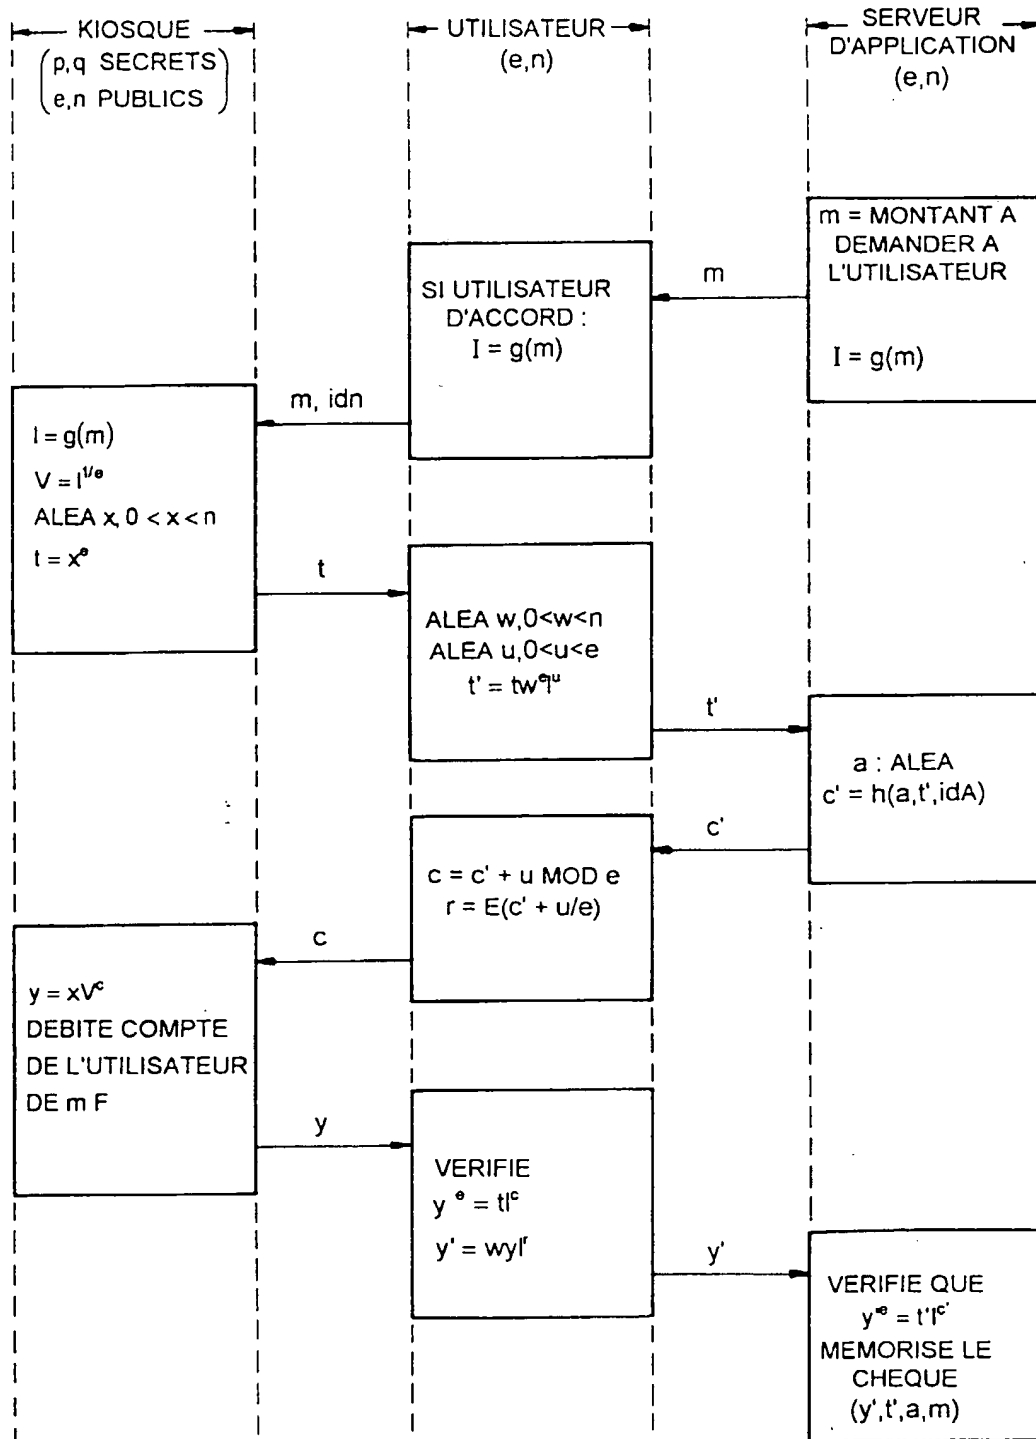 KIOSQUE
(p,q SECRETS
e,n PUBLICS)
UTILISATEUR
(e,n)
SERVEUR
D'APPLICATION
(e,n)
m = MONTANT A
DEMANDER A
L'UTILISATEUR
I = g(m)
m
SI UTILISATEUR
D'ACCORD :
I = g(m)
m, idn
I = g(m)
V = I^{1/e}
ALEA x, 0 < x < n
t = x^e
t
ALEA w,0<w<n
ALEA u,0<u<e
t' = tw^eI^u
t'
a : ALEA
c' = h(a,t',idA)
c'
c = c' + u MOD e
r = E(c' + u/e)
c
y = xV^c
DEBITE COMPTE
DE L'UTILISATEUR
DE m F
y
VERIFIE
y^e = tI^c
y' = wyI^r
y'
VERIFIE QUE
y'^e = t'I^{c'}
MEMORISE LE
CHEQUE
(y',t',a,m)